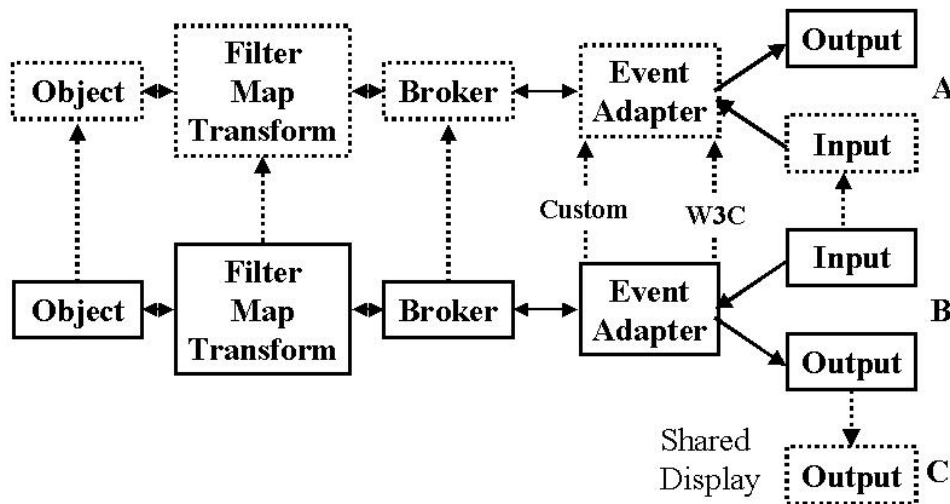 Object
Filter
Map
Transform
Broker
Event
Adapter
Output
A
Input
Custom
W3C
Object
Filter
Map
Transform
Broker
Event
Adapter
Input
B
Output
Shared
Display
Output
C